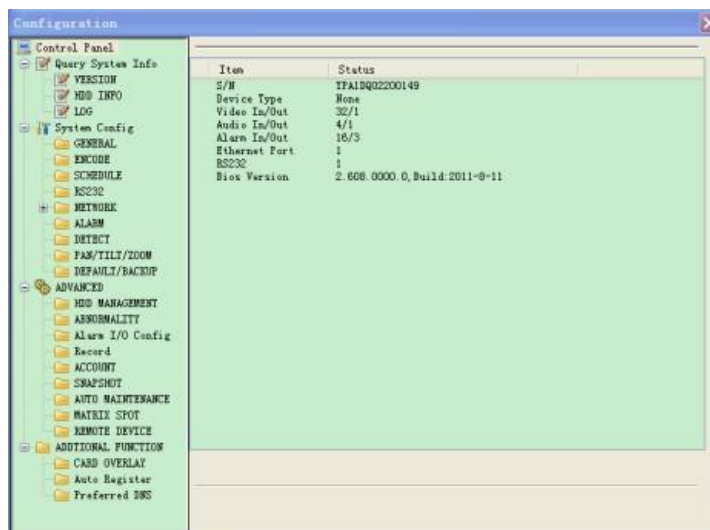 Configuration
Control Panel
Query System Info
VERSION
HDD INFO
LOG
System Config
GENERAL
ENCODE
SCHEDULE
RS232
NETWORK
ALARM
DETECT
PAN/TILT/ZOOM
DEFAULT/BACKUP
ADVANCED
HDD MANAGEMENT
ABNORMALITY
Alarm I/O Config
Record
ACCOUNT
SNAPSHOT
AUTO MAINTENANCE
MATRIX SPOT
REMOTE DEVICE
ADDTIONAL FUNCTION
CARD OVERLAY
Auto Register
Preferred DNS
Item Status
S/N TPA1DQ02200149
Device Type None
Video In/Out 32/1
Audio In/Out 4/1
Alarm In/Out 16/3
Ethernet Port 1
RS232 1
Bios Version 2.608.0000.0,Build:2011-8-11